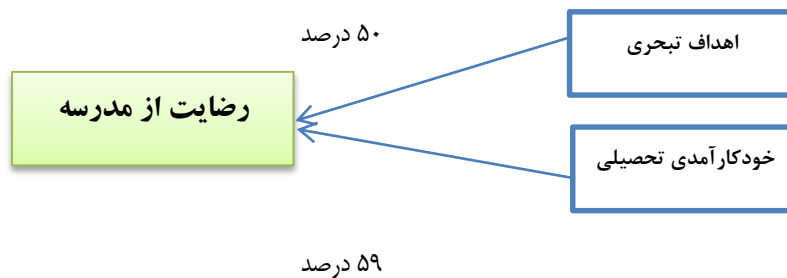 ۵۰ درصد
اهداف تبحری
رضایت از مدرسه
خودکارآمدی تحصیلی
۵۹ درصد